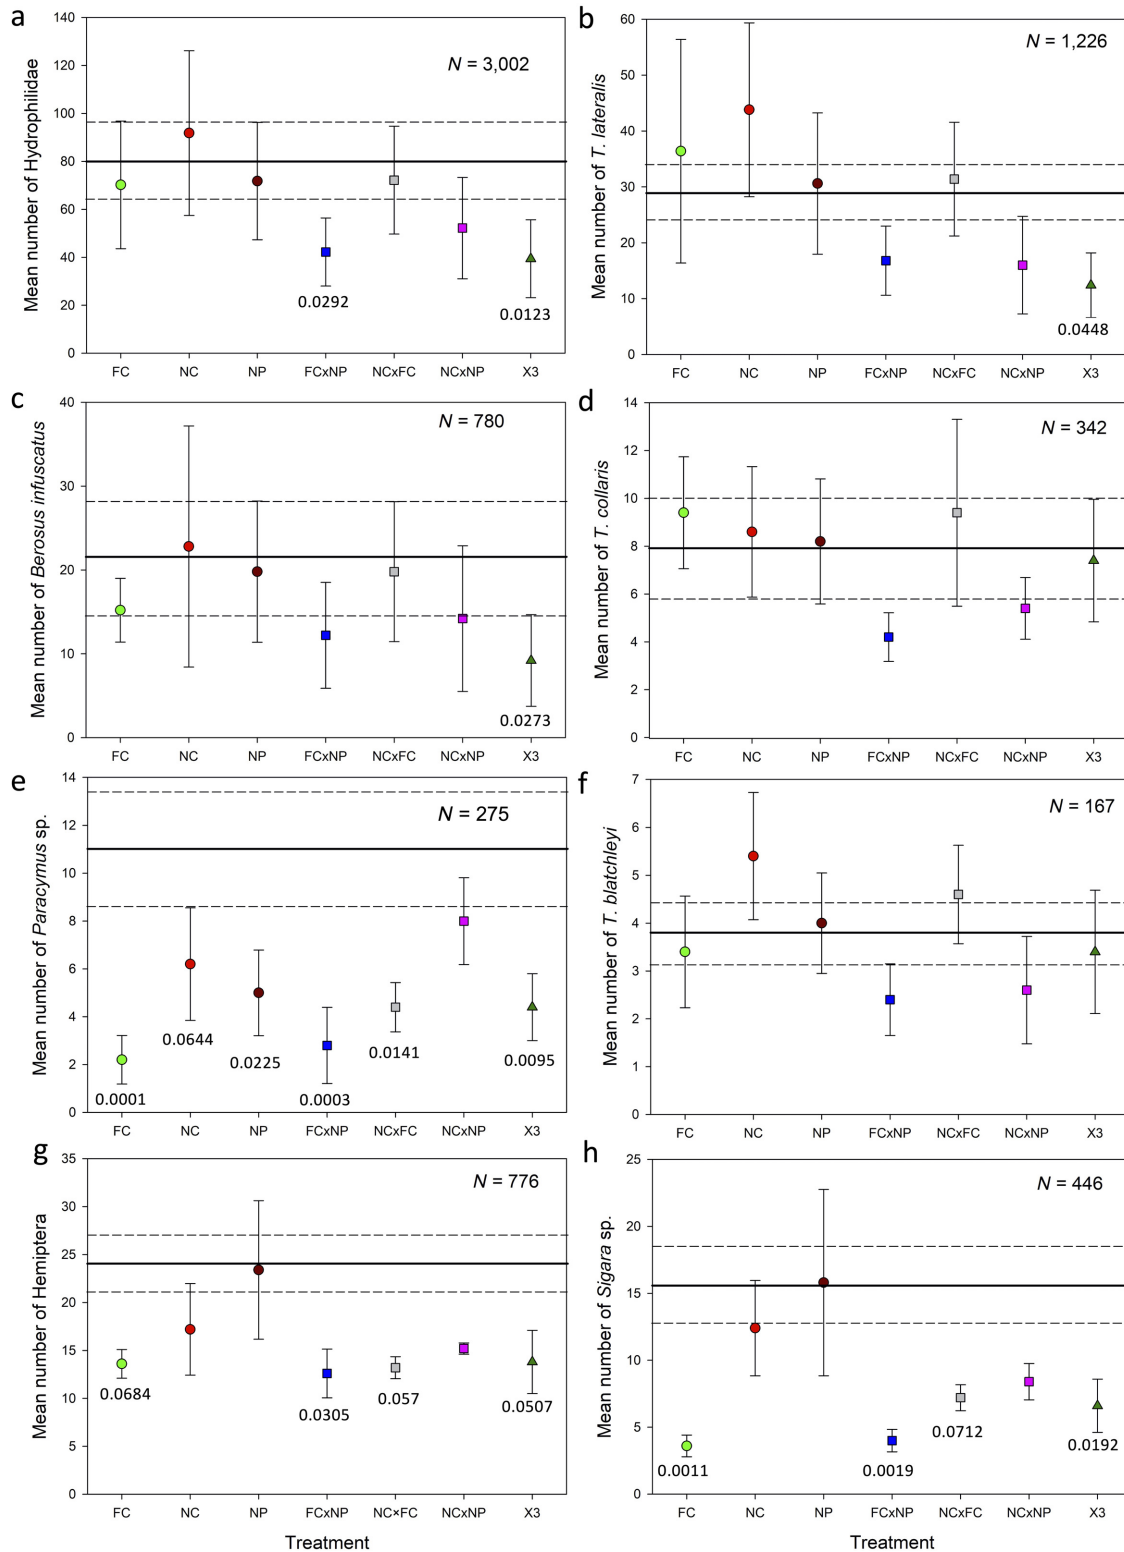 a
Mean number of Hydrophilidae
140
120
100
80
60
40
20
0
N = 3,002
0.0292
0.0123
FC NC NP FCxNP NCxFC NCxNP X3
b
Mean number of T. lateralis
60
50
40
30
20
10
0
N = 1,226
0.0448
FC NC NP FCxNP NCxFC NCxNP X3
c
Mean number of Berosus infuscatus
40
30
20
10
0
N = 780
0.0273
FC NC NP FCxNP NCxFC NCxNP X3
d
Mean number of T. collaris
14
12
10
8
6
4
2
0
N = 342
FC NC NP FCxNP NCxFC NCxNP X3
e
Mean number of Paracymus sp.
14
12
10
8
6
4
2
0
N = 275
0.0001
0.0644
0.0225
0.0003
0.0141
0.0095
FC NC NP FCxNP NCxFC NCxNP X3
f
Mean number of T. blatchleyi
7
6
5
4
3
2
1
0
N = 167
FC NC NP FCxNP NCxFC NCxNP X3
g
Mean number of Hemiptera
35
30
25
20
15
10
5
0
N = 776
0.0684
0.0305
0.057
0.0507
FC NC NP FCxNP NC×FC NCxNP X3
Treatment
h
Mean number of Sigara sp.
25
20
15
10
5
0
N = 446
0.0011
0.0019
0.0712
0.0192
FC NC NP FCxNP NCxFC NCxNP X3
Treatment